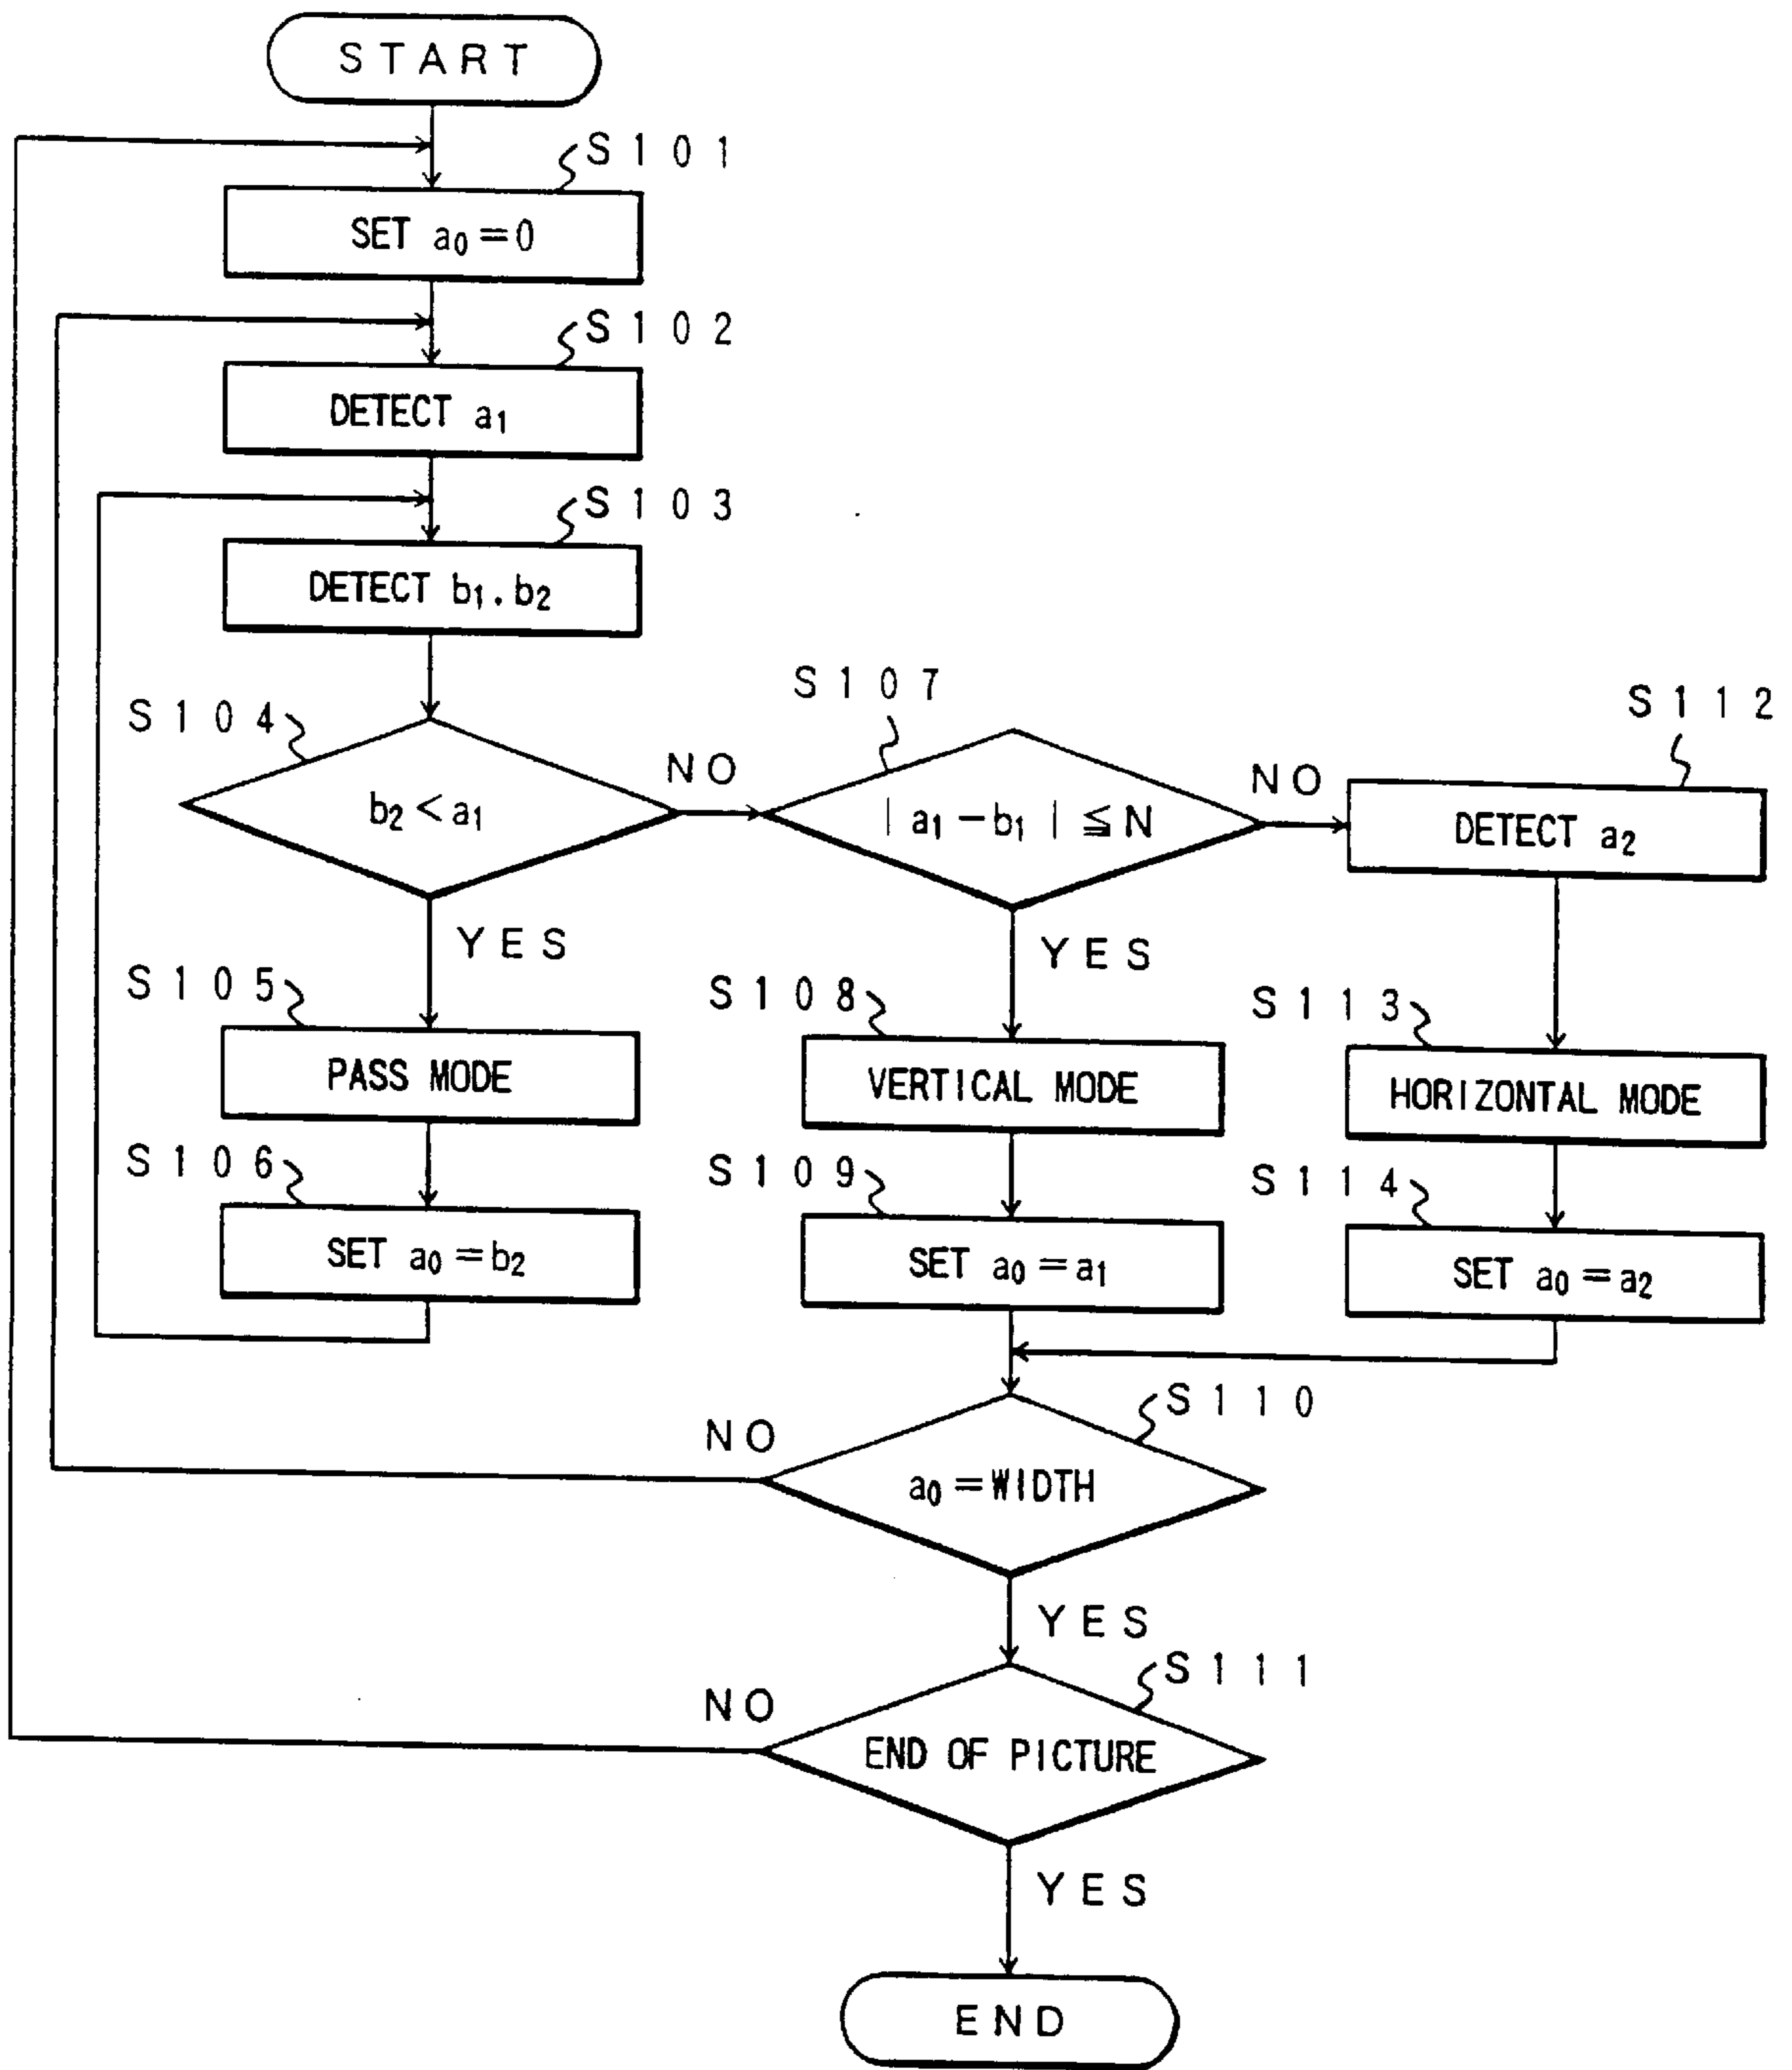 START
S101
SET a₀=0
S102
DETECT a₁
S103
DETECT b₁.b₂
S104
b₂<a₁
NO
S107
|a₁-b₁|≦N
NO
S112
DETECT a₂
YES
S105
PASS MODE
S106
SET a₀=b₂
YES
S108
VERTICAL MODE
S109
SET a₀=a₁
S113
HORIZONTAL MODE
S114
SET a₀=a₂
S110
NO
a₀=WIDTH
YES
S111
NO
END OF PICTURE
YES
END